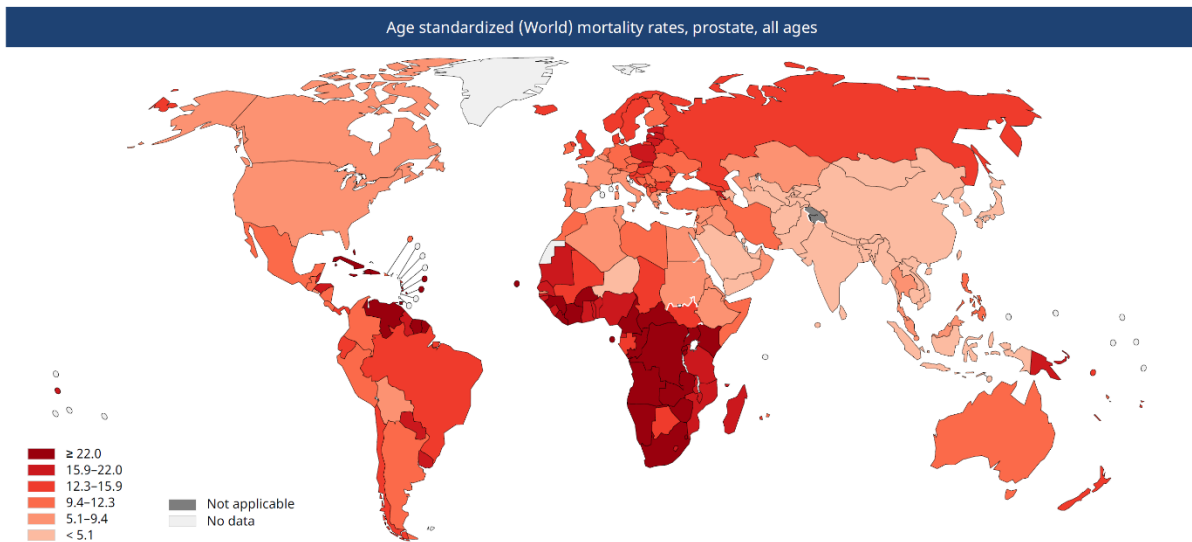 Age standardized (World) mortality rates, prostate, all ages
≥ 22.0
15.9–22.0
12.3–15.9
9.4–12.3
5.1–9.4
< 5.1
Not applicable
No data